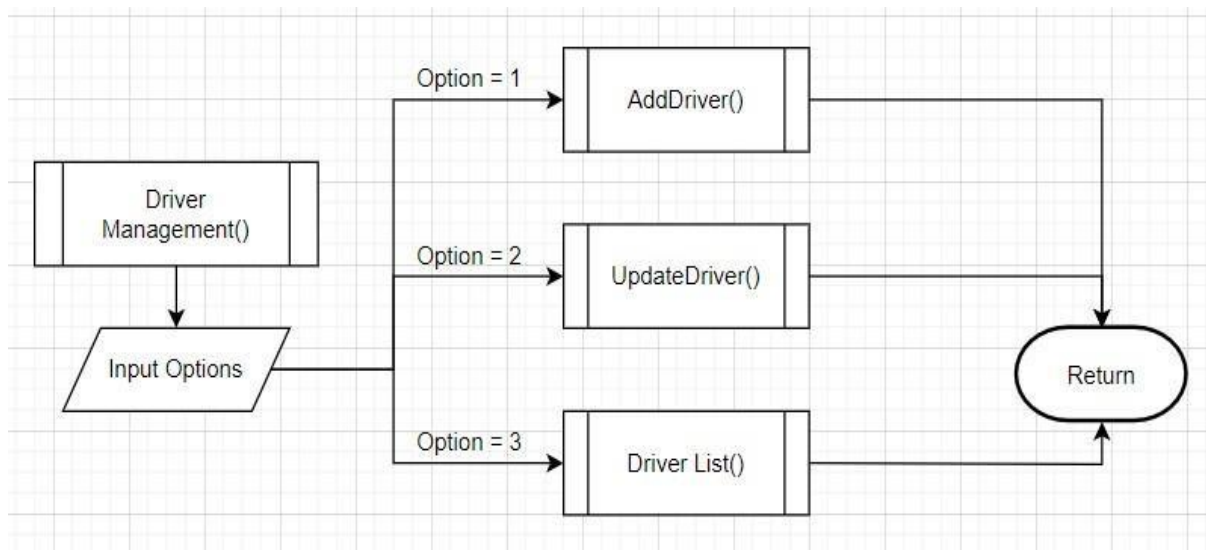 Option = 1
AddDriver()
Driver
Management()
Option = 2
UpdateDriver()
Input Options
Return
Option = 3
Driver List()